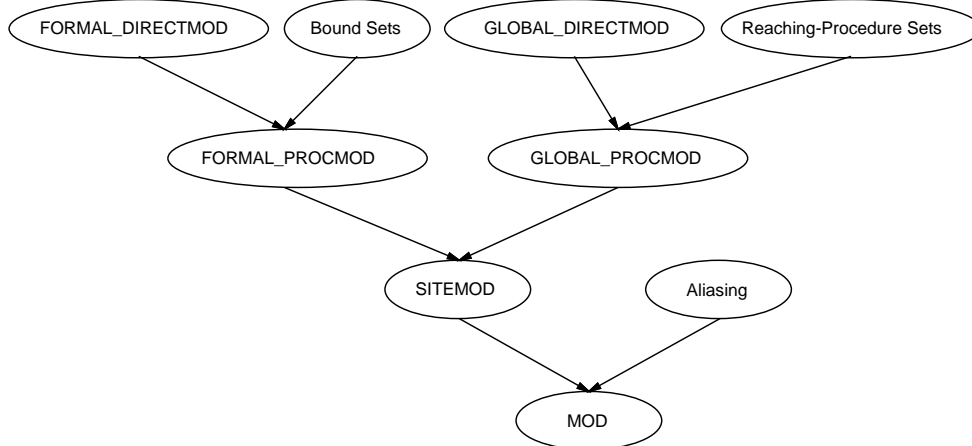 FORMAL_DIRECTMOD
Bound Sets
GLOBAL_DIRECTMOD
Reaching-Procedure Sets
FORMAL_PROCMOD
GLOBAL_PROCMOD
SITEMOD
Aliasing
MOD